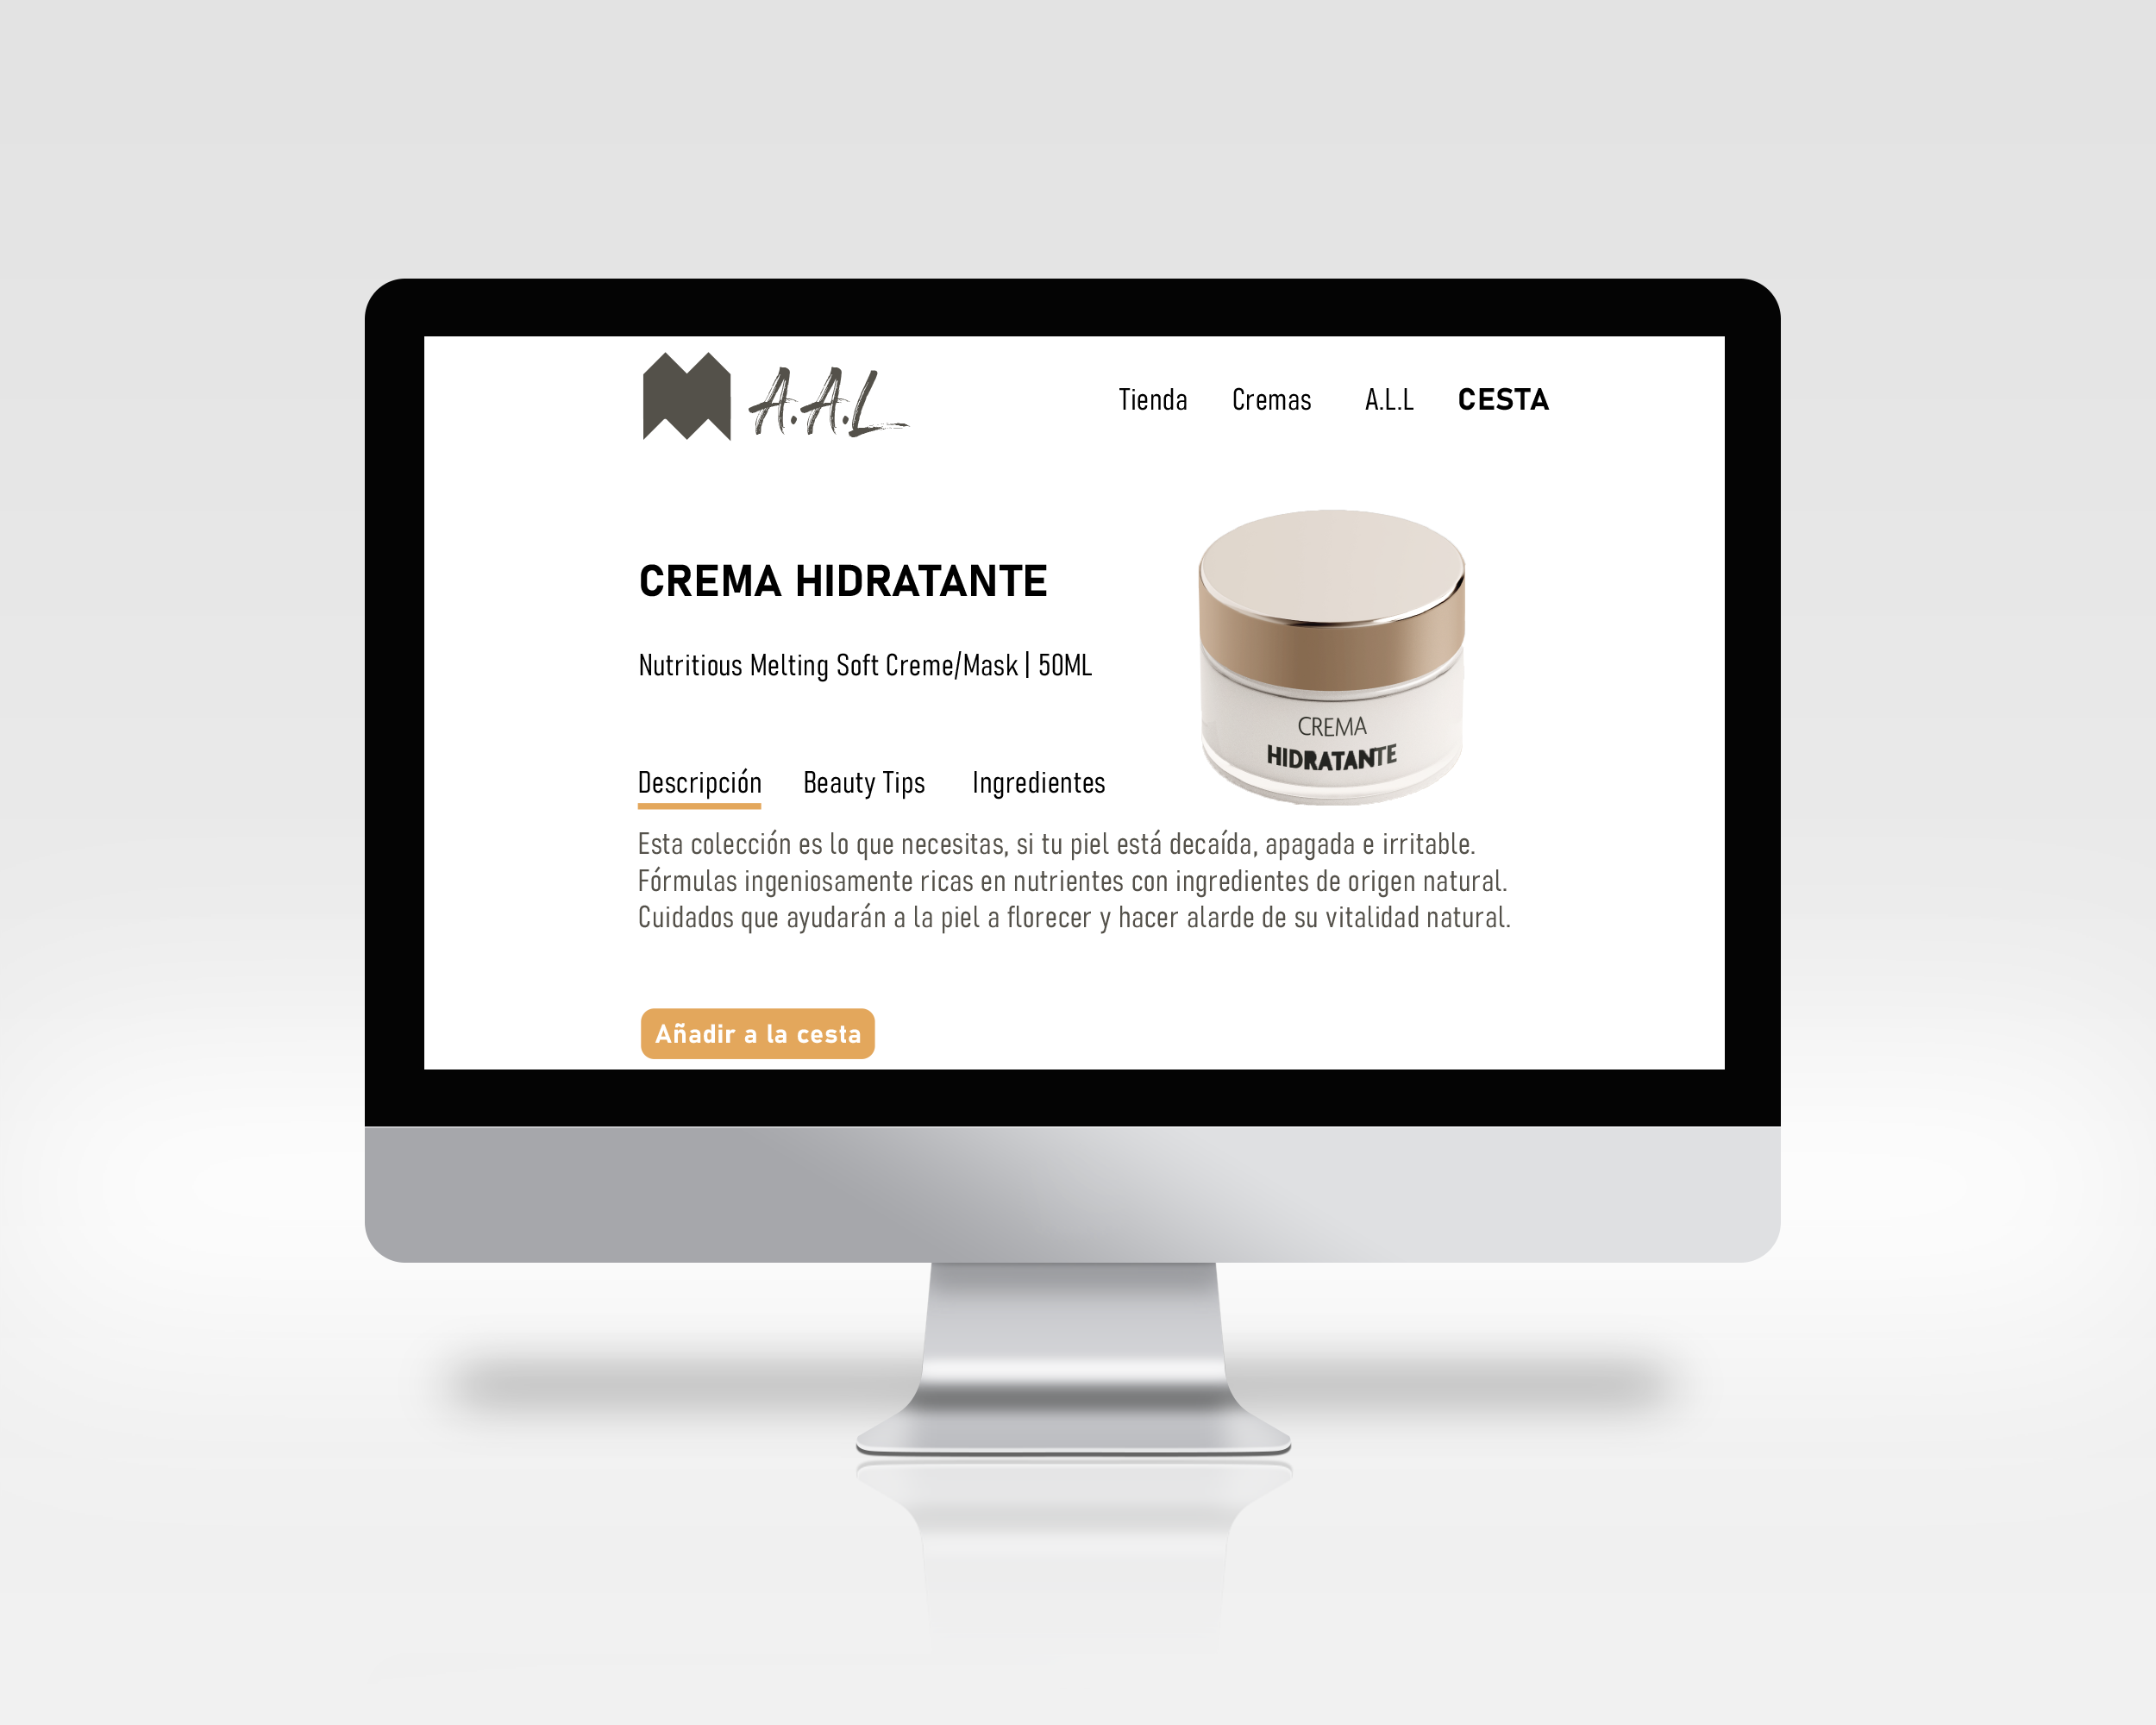 A.A.L
Tienda Cremas A.L.L CESTA
CREMA HIDRATANTE
Nutritious Melting Soft Creme/Mask | 50ML
CREMA
HIDRATANTE
Descripción Beauty Tips Ingredientes
Esta colección es lo que necesitas, si tu piel está decaída, apagada e irritable.
Fórmulas ingeniosamente ricas en nutrientes con ingredientes de origen natural.
Cuidados que ayudarán a la piel a florecer y hacer alarde de su vitalidad natural.
Añadir a la cesta